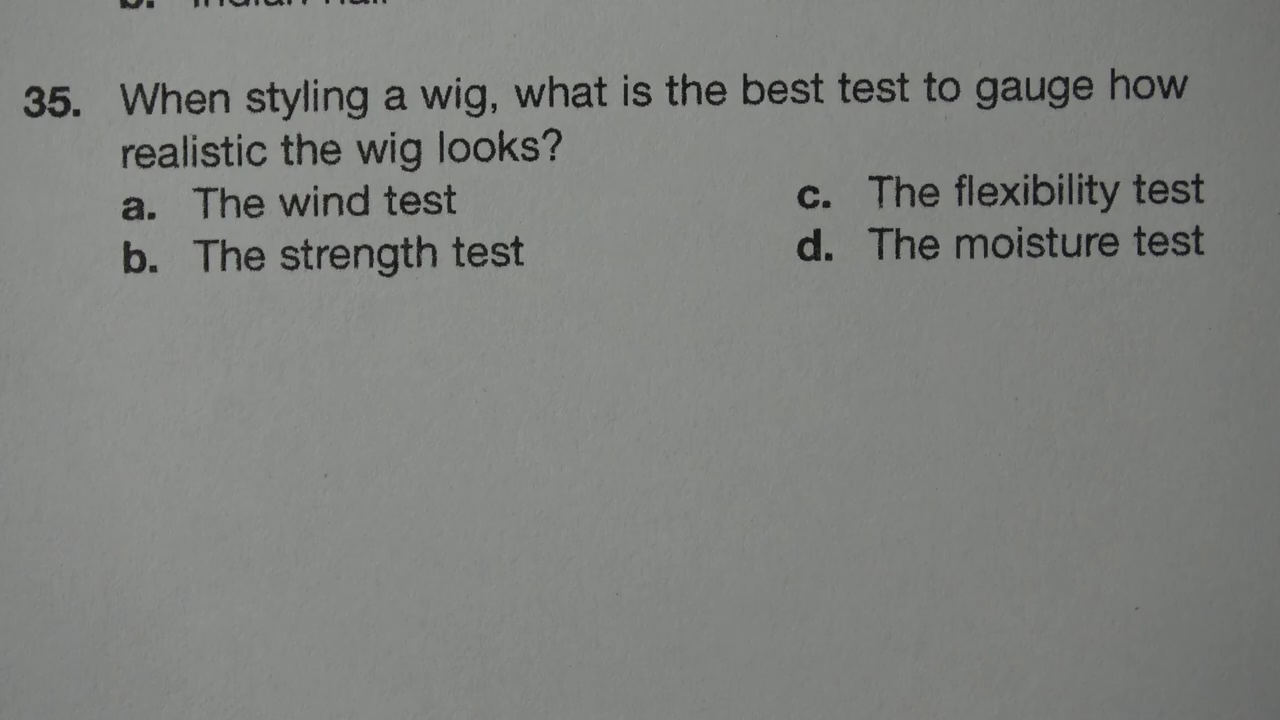 35. When styling a wig, what is the best test to gauge how
realistic the wig looks?
a. The wind test
b. The strength test
c. The flexibility test
d. The moisture test